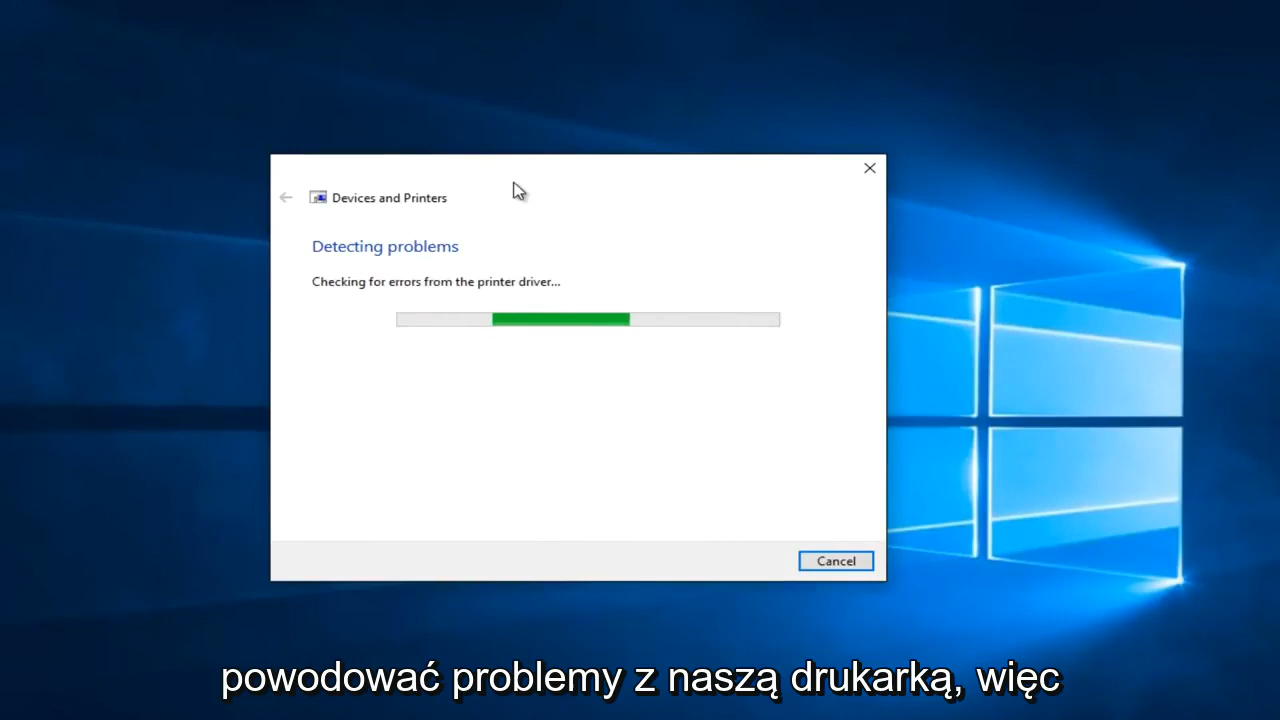 Devices and Printers
Detecting problems
Checking for errors from the printer driver...
Cancel
powodować problemy z naszą drukarką, więc